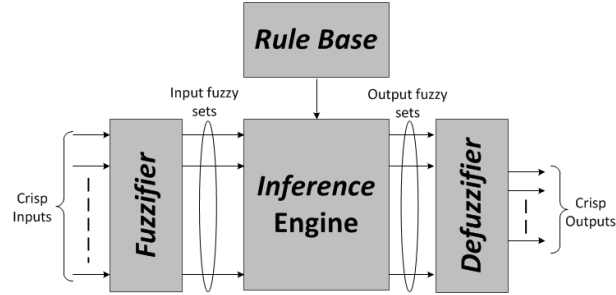 Rule Base
Input fuzzy
sets
Output fuzzy
sets
Crisp
Inputs
Fuzzifier
Inference
Engine
Defuzzifier
Crisp
Outputs